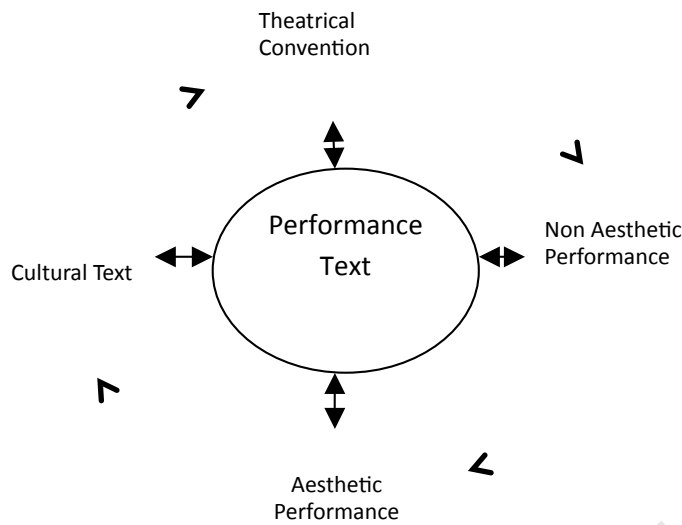 Theatrical
Convention
Performance
Text
Non Aesthetic
Performance
Cultural Text
Aesthetic
Performance